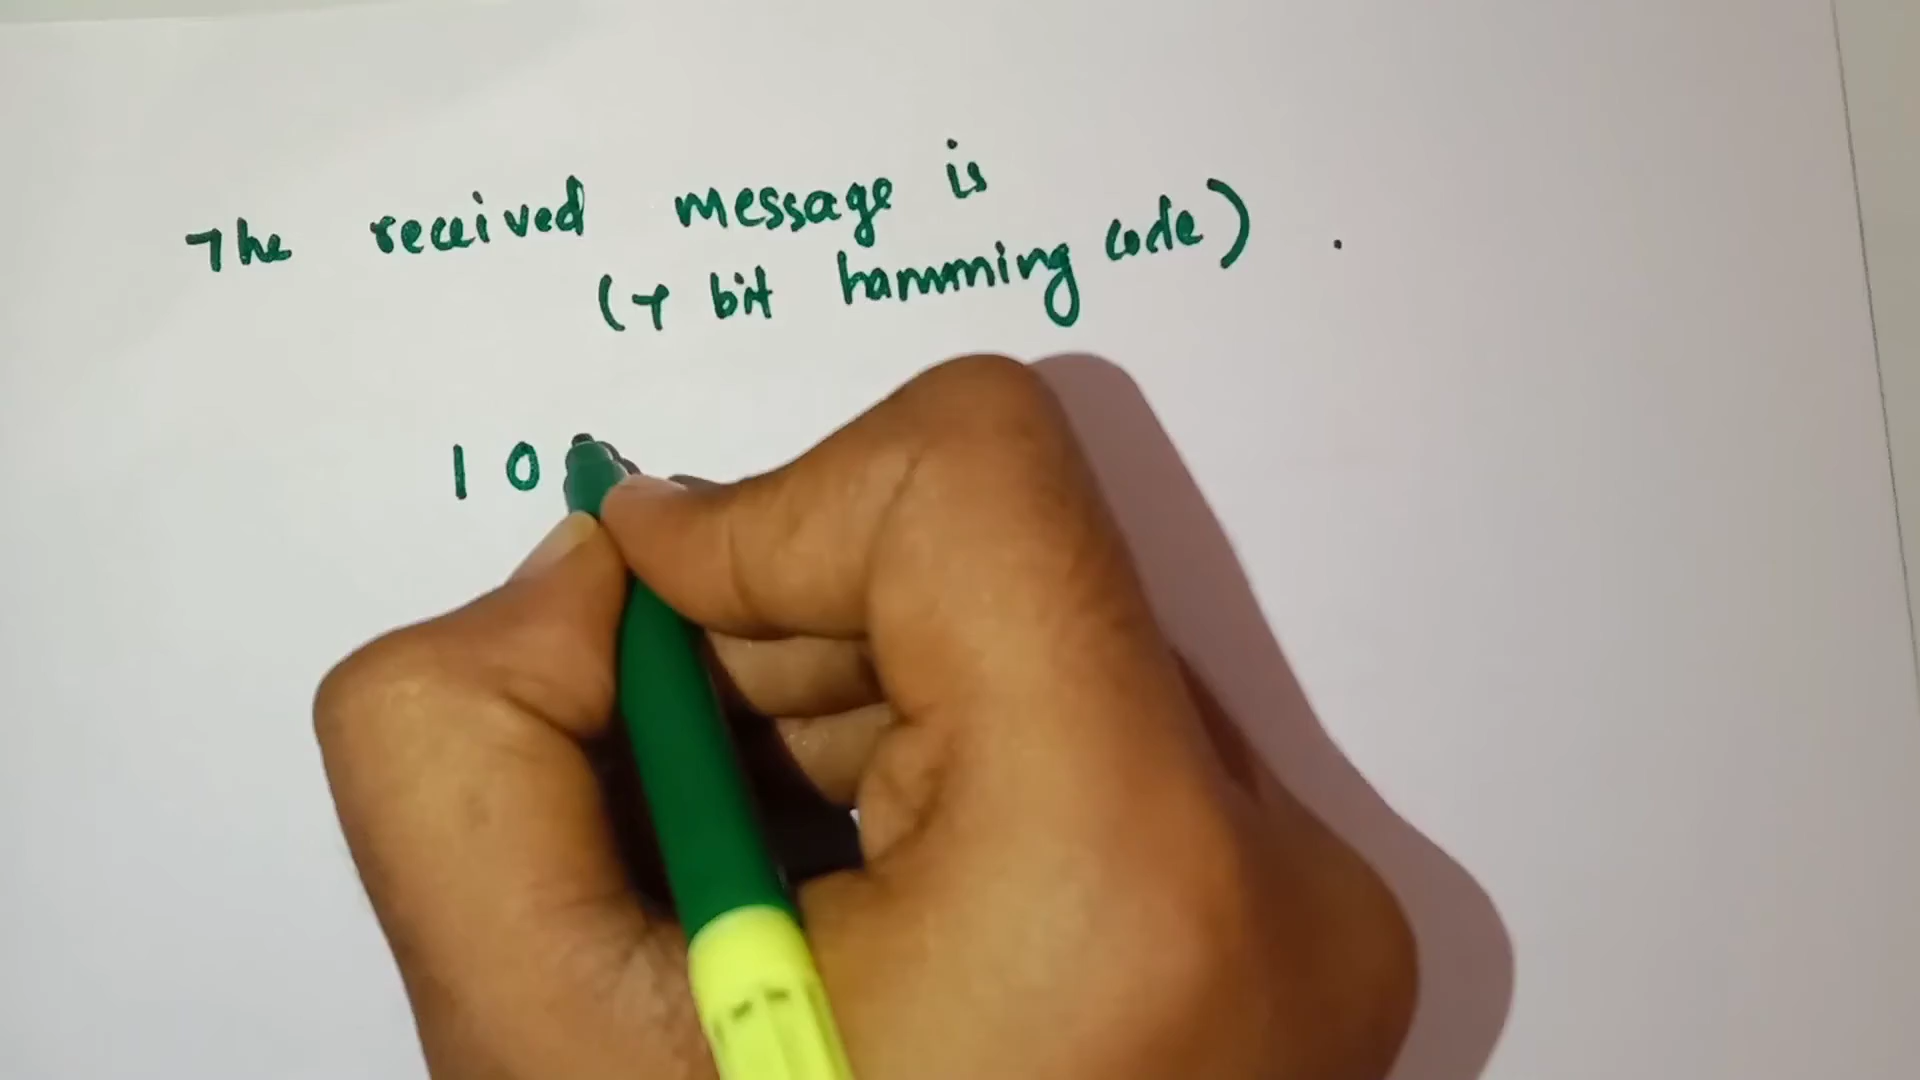 The received message is
(7 bit hamming code) .
1 0